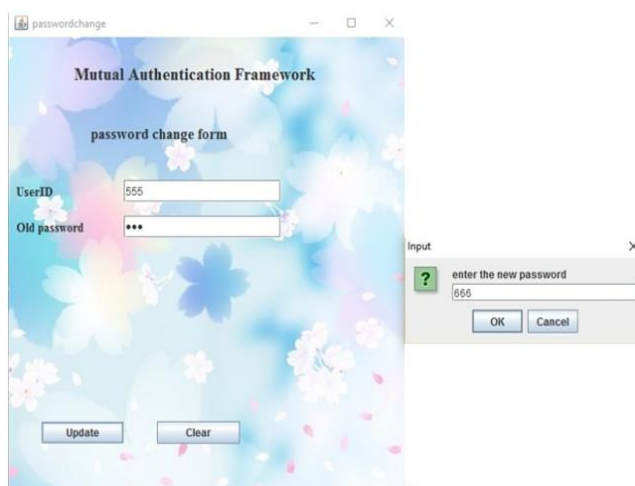 passwordchange
Mutual Authentication Framework
password change form
UserID
555
Old password
•••
Update
Clear
Input
enter the new password
666
OK
Cancel